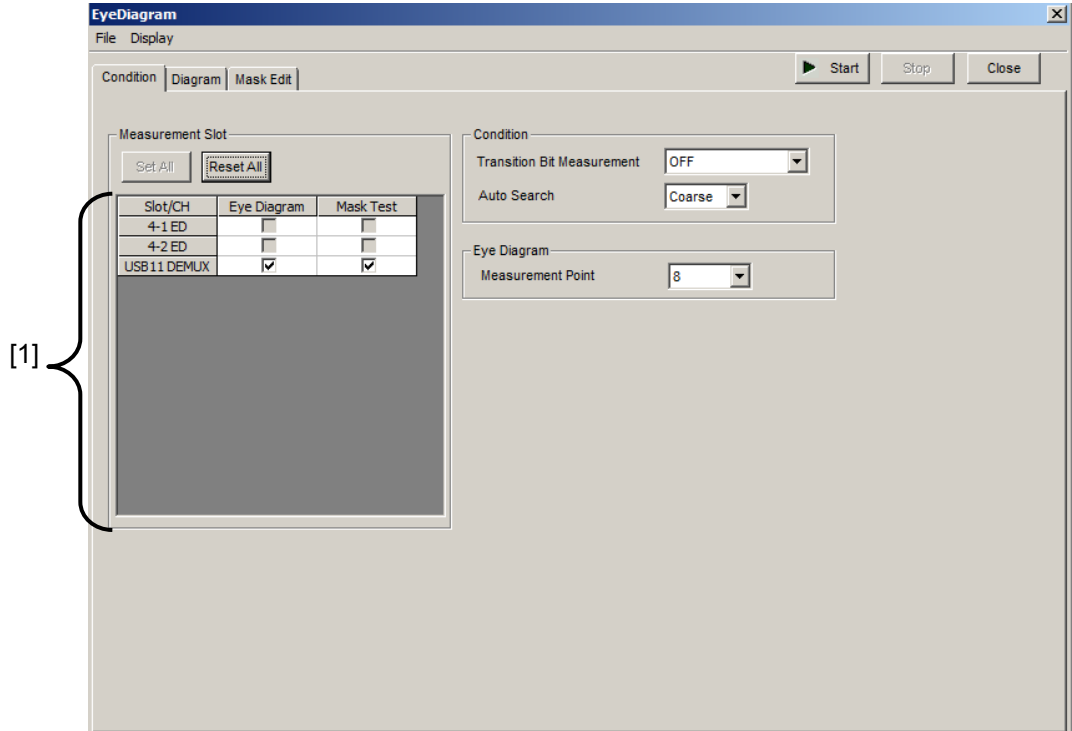 EyeDiagram
File Display
Start Stop Close
Condition Diagram Mask Edit
Measurement Slot
Set All Reset All
Slot/CH Eye Diagram Mask Test
4-1 ED
4-2 ED
USB11 DEMUX
[1]
Condition
Transition Bit Measurement OFF
Auto Search Coarse
Eye Diagram
Measurement Point 8